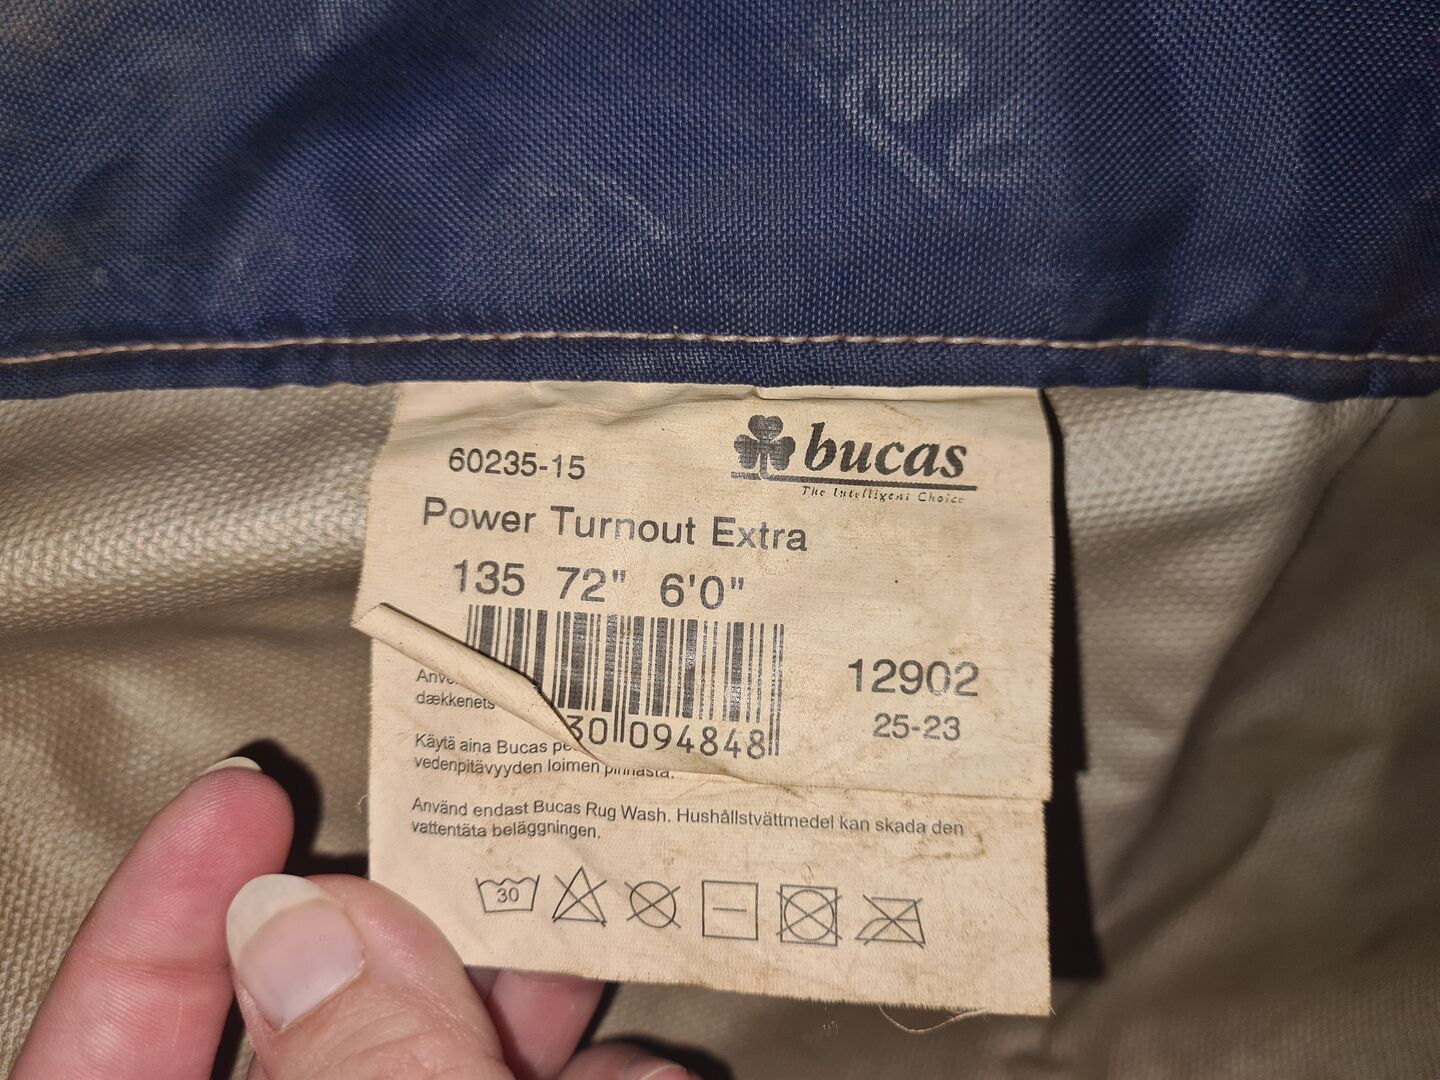 60235-15
bucas
The Intelligent Choice
Power Turnout Extra
135 72" 6'0"
30 094848
12902
25-23
dækkenets
Käytä aina Bucas
vedenpitävyyden loimen pinnasta.
Använd endast Bucas Rug Wash. Hushållstvättmedel kan skada den
vattentäta beläggningen.
30